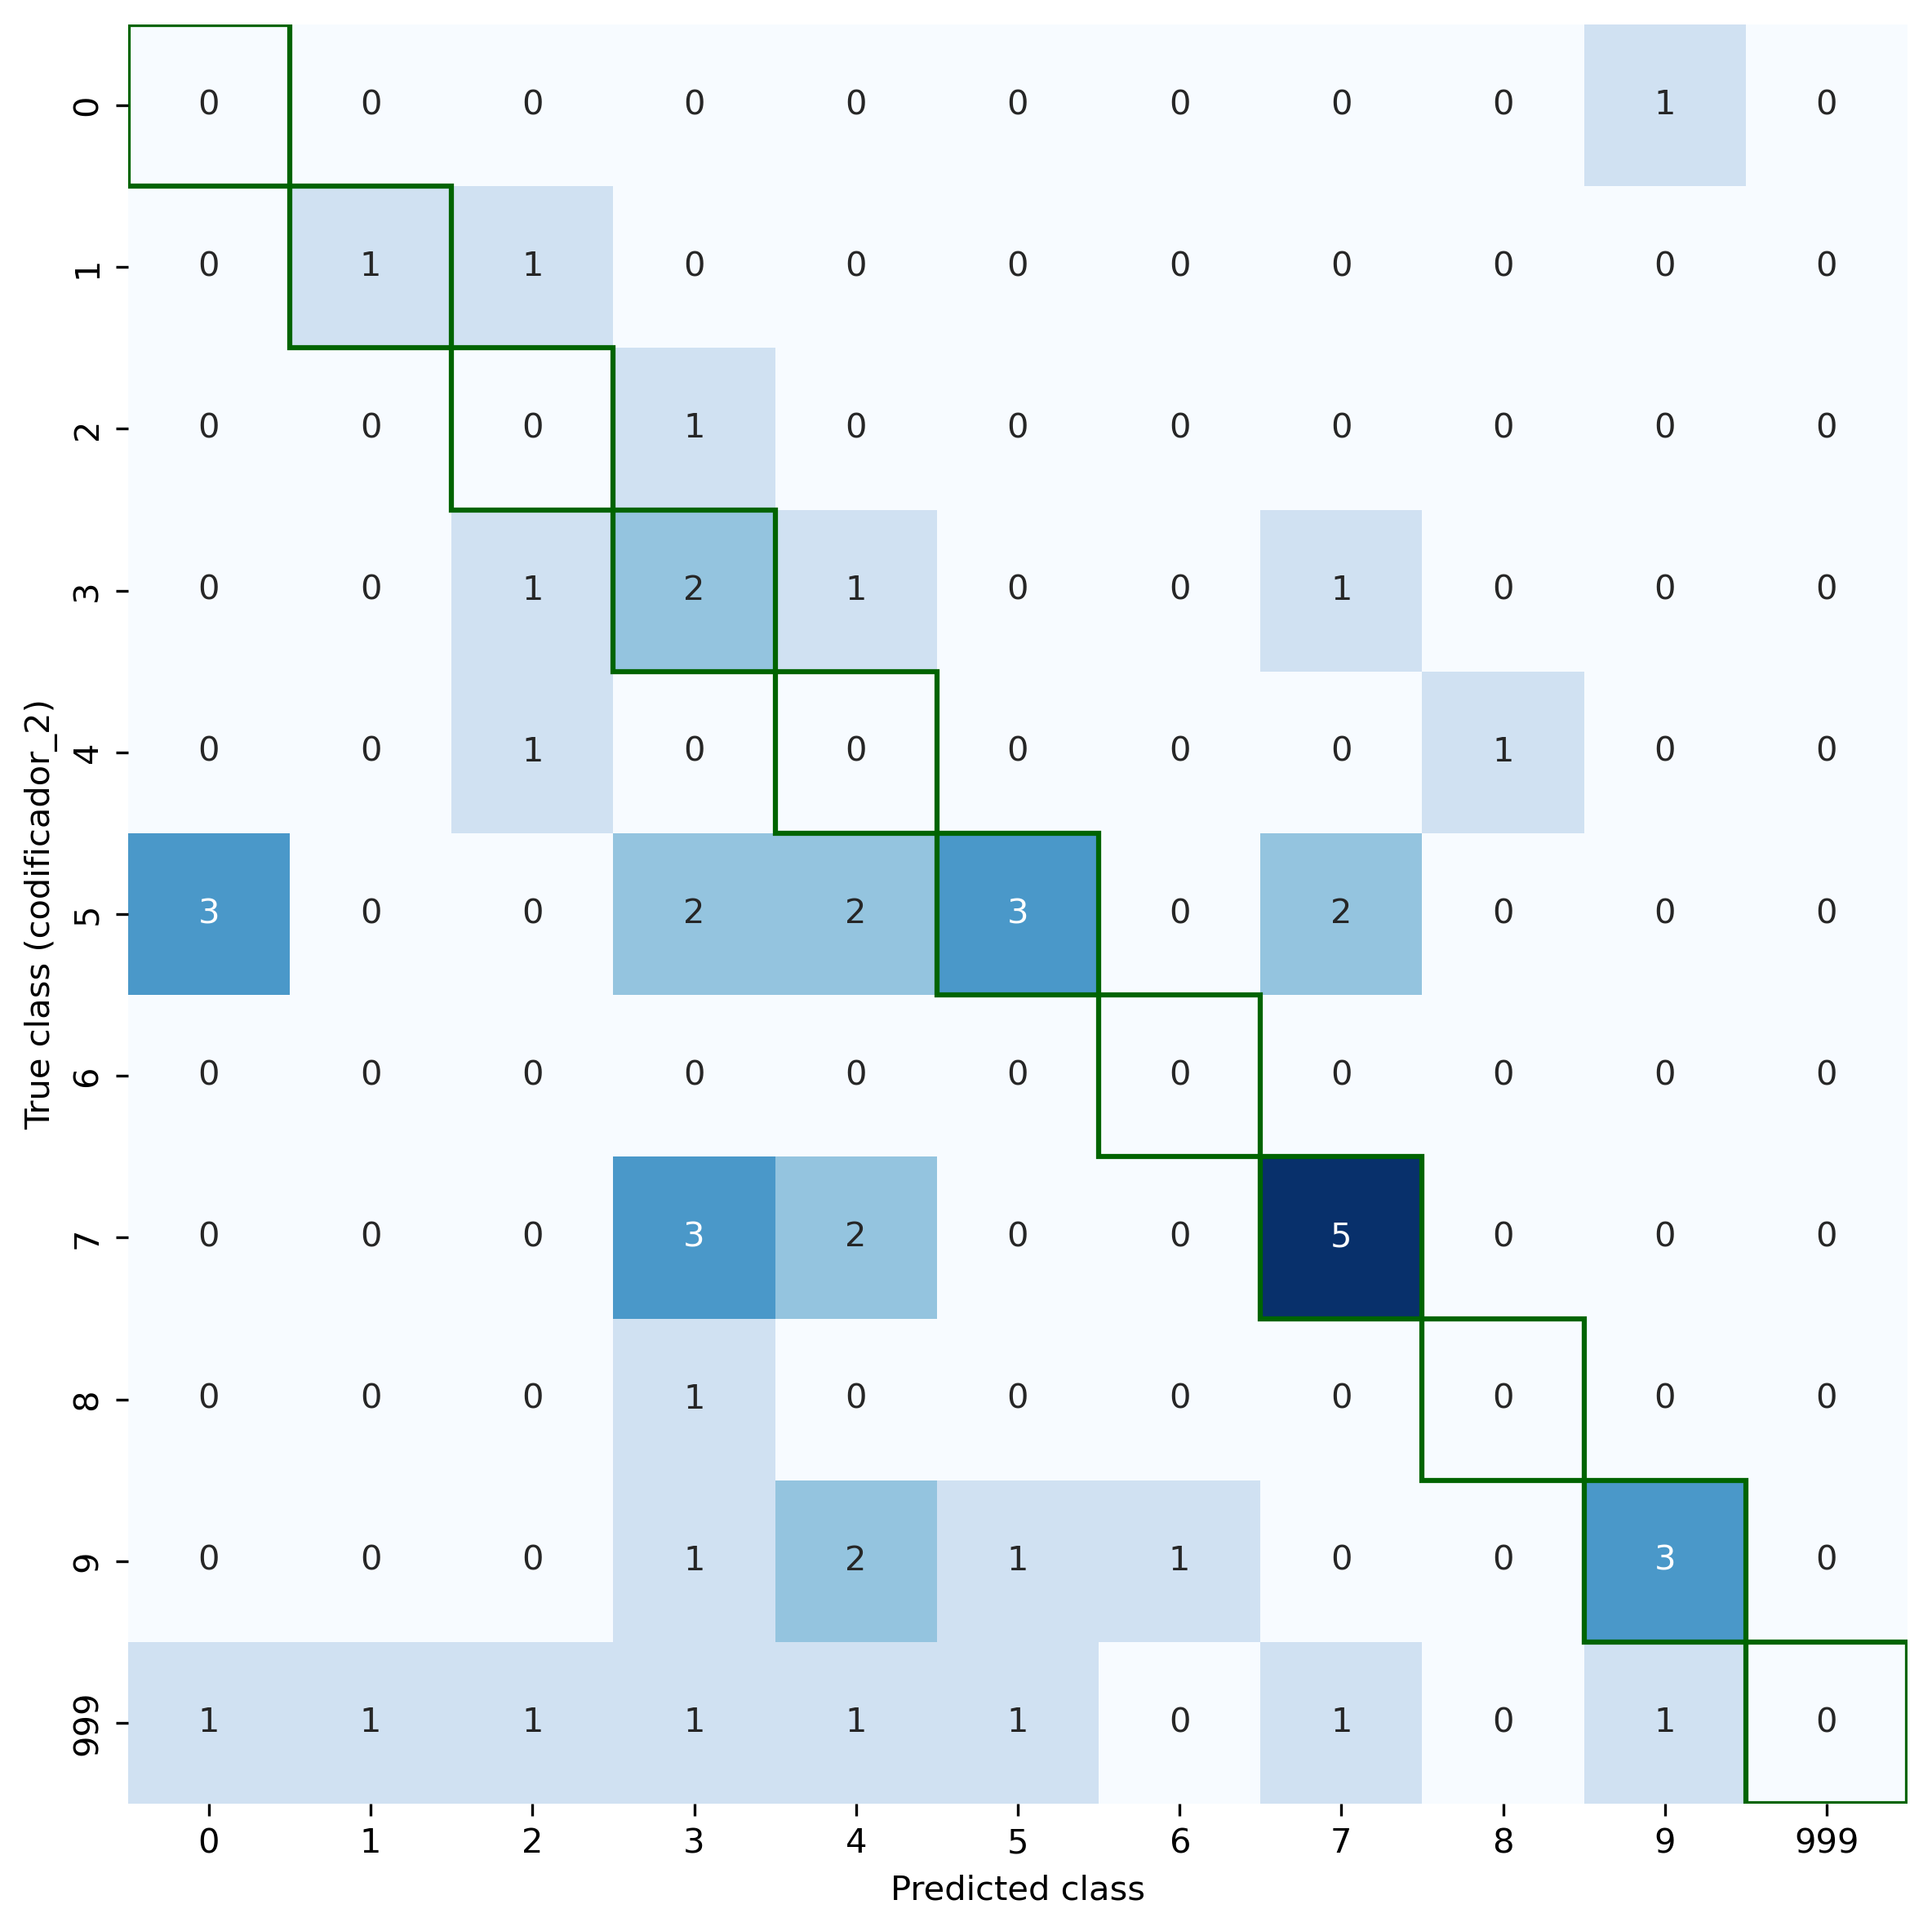 0 0 0 0 0 0 0 0 0 0 1 0
1 0 1 1 0 0 0 0 0 0 0 0
2 0 0 0 1 0 0 0 0 0 0 0
3 0 0 1 2 1 0 0 1 0 0 0
4 0 0 1 0 0 0 0 0 1 0 0
5 3 0 0 2 2 3 0 2 0 0 0
6 0 0 0 0 0 0 0 0 0 0 0
7 0 0 0 3 2 0 0 5 0 0 0
8 0 0 0 1 0 0 0 0 0 0 0
9 0 0 0 1 2 1 1 0 0 3 0
999 1 1 1 1 1 1 0 1 0 1 0
0 1 2 3 4 5 6 7 8 9 999
Predicted class
True class (codificador_2)